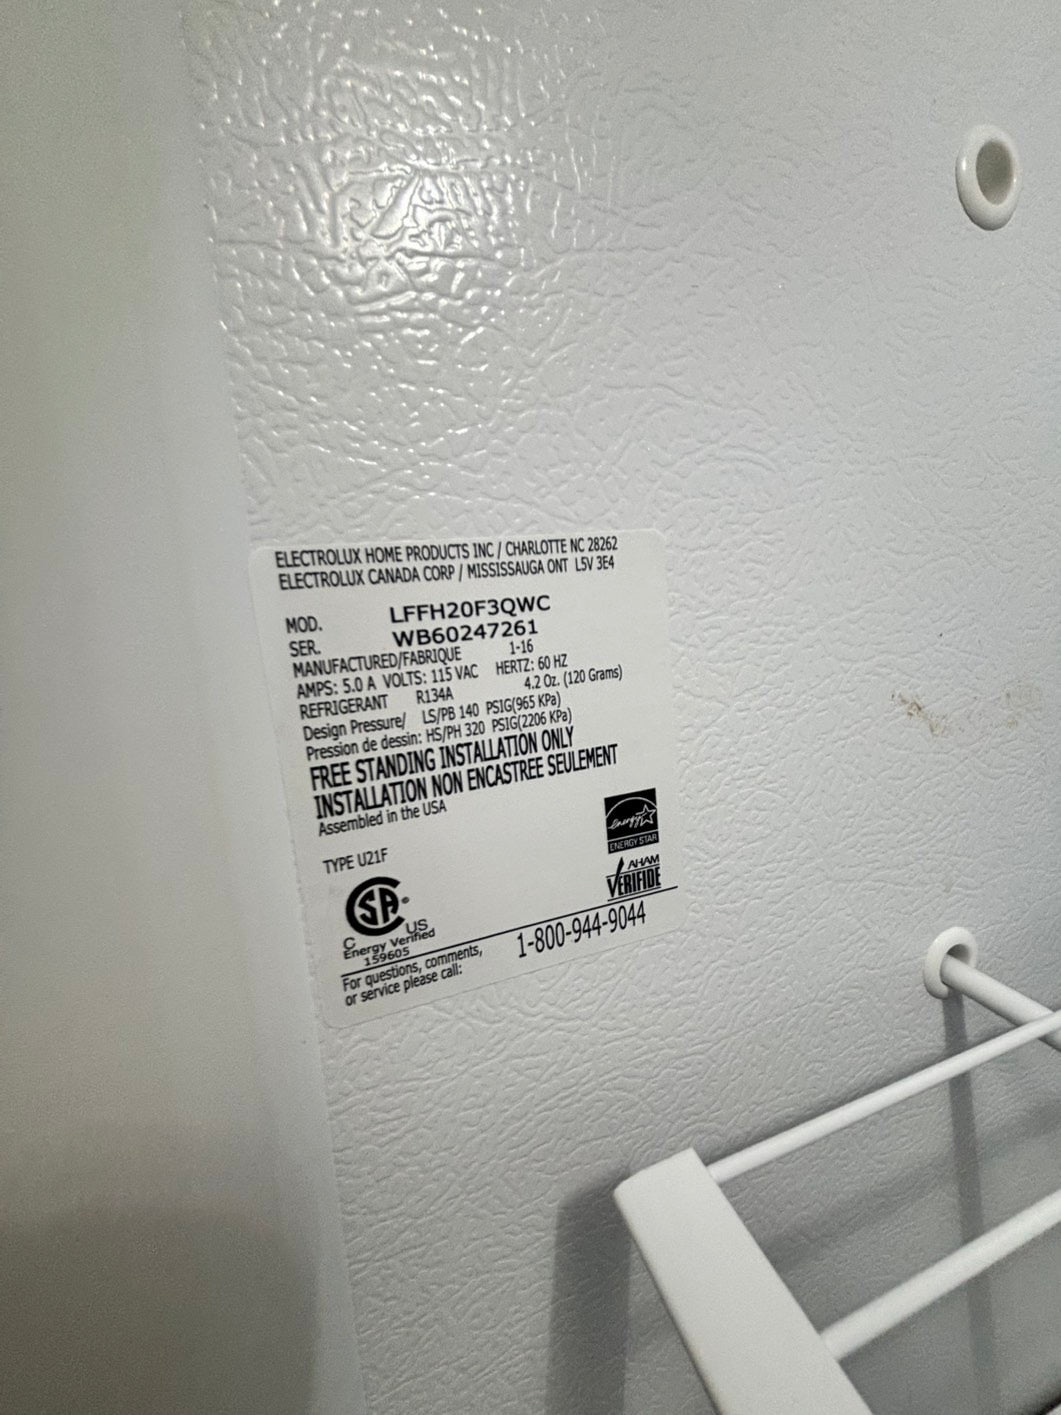 ELECTROLUX HOME PRODUCTS INC / CHARLOTTE NC 28262
ELECTROLUX CANADA CORP / MISSISSAUGA ONT L5V 3E4
MOD. LFFH20F3QWC
SER. WB60247261
MANUFACTURED/FABRIQUE 1-16
AMPS: 5.0 A VOLTS: 115 VAC HERTZ: 60 HZ
REFRIGERANT R134A 4.2 Oz. (120 Grams)
Design Pressure/ LS/PB 140 PSIG(965 KPa)
Pression de dessin: HS/PH 320 PSIG(2206 KPa)
FREE STANDING INSTALLATION ONLY
INSTALLATION NON ENCASTREE SEULEMENT
Assembled in the USA
energy
ENERGY STAR
TYPE U21F
AHAM
VERIFIDE
CSA ®
C US
Energy Verified
159605
For questions, comments,
or service please call: 1-800-944-9044